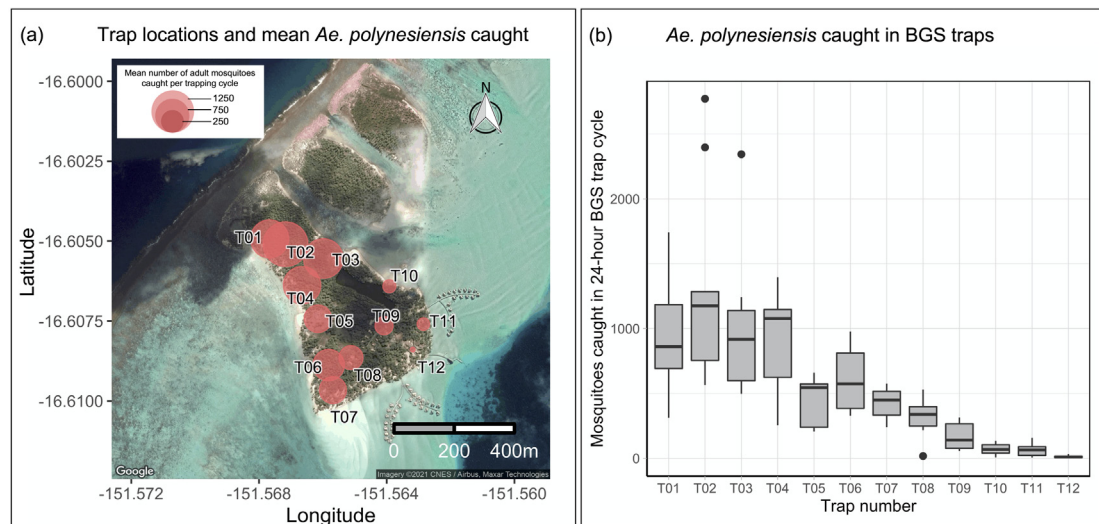 (a) Trap locations and mean Ae. polynesiensis caught
Mean number of adult mosquitoes
caught per trapping cycle
1250
750
250
N
-16.6000
-16.6025
-16.6050
-16.6075
-16.6100
Latitude
T01
T02
T03
T04
T10
T05
T09
T11
T12
T06
T08
T07
0 200 400m
Google
Imagery ©2021 CNES / Airbus, Maxar Technologies
-151.572 -151.568 -151.564 -151.560
Longitude
(b) Ae. polynesiensis caught in BGS traps
Mosquitoes caught in 24-hour BGS trap cycle
2000
1000
0
T01 T02 T03 T04 T05 T06 T07 T08 T09 T10 T11 T12
Trap number